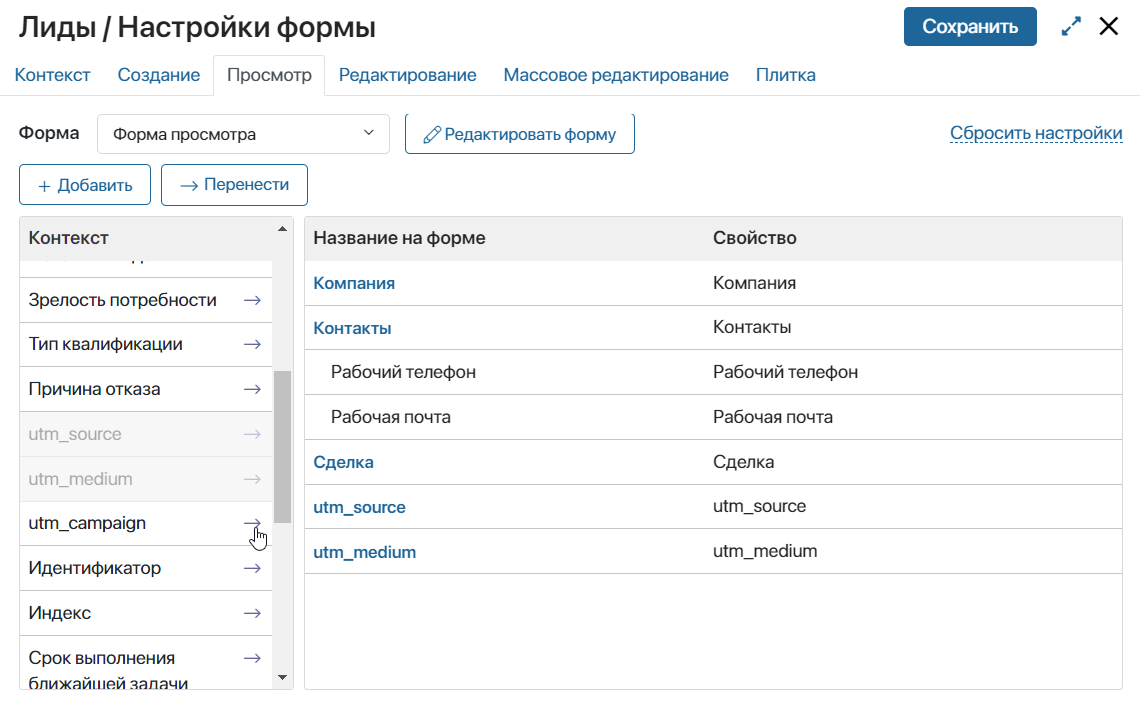 Лиды / Настройки формы
Сохранить
Контекст Создание Просмотр Редактирование Массовое редактирование Плитка
Форма Форма просмотра Редактировать форму Сбросить настройки
+ Добавить → Перенести
Контекст
Зрелость потребности →
Тип квалификации →
Причина отказа →
utm_source →
utm_medium →
utm_campaign →
Идентификатор →
Индекс →
Срок выполнения →
ближайшей задачи
Название на форме Свойство
Компания Компания
Контакты Контакты
Рабочий телефон Рабочий телефон
Рабочая почта Рабочая почта
Сделка Сделка
utm_source utm_source
utm_medium utm_medium